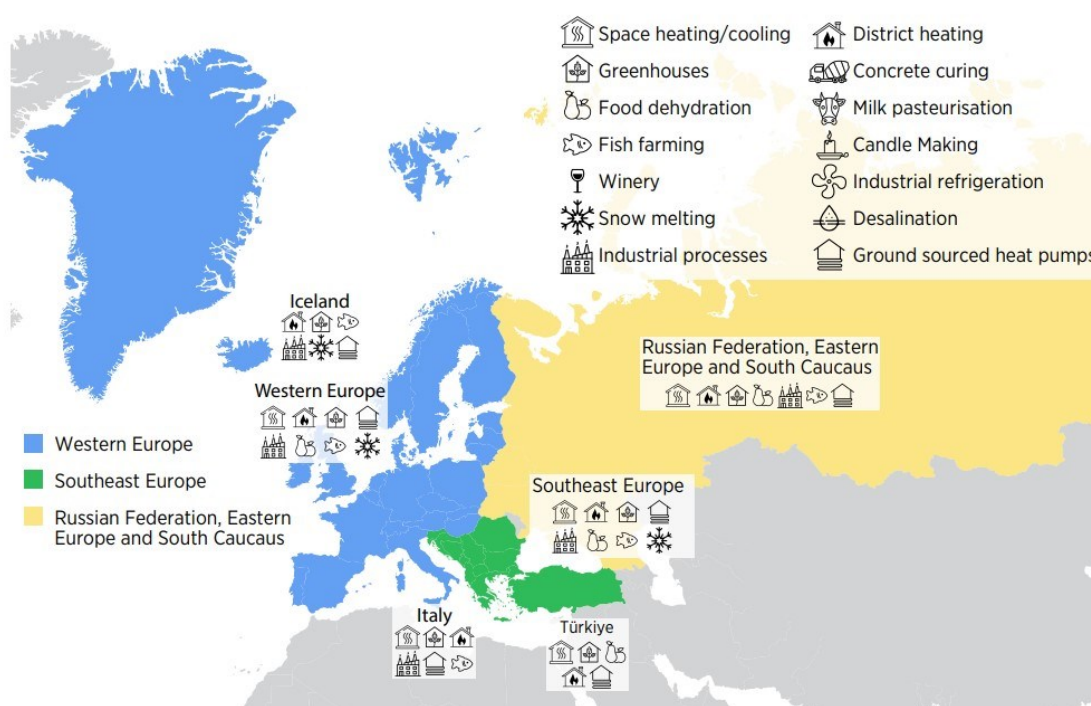 Space heating/cooling
Greenhouses
Food dehydration
Fish farming
Winery
Snow melting
Industrial processes
District heating
Concrete curing
Milk pasteurisation
Candle Making
Industrial refrigeration
Desalination
Ground sourced heat pumps
Iceland
Western Europe
Russian Federation, Eastern
Europe and South Caucaus
Western Europe
Southeast Europe
Russian Federation, Eastern
Europe and South Caucaus
Southeast Europe
Italy
Türkiye